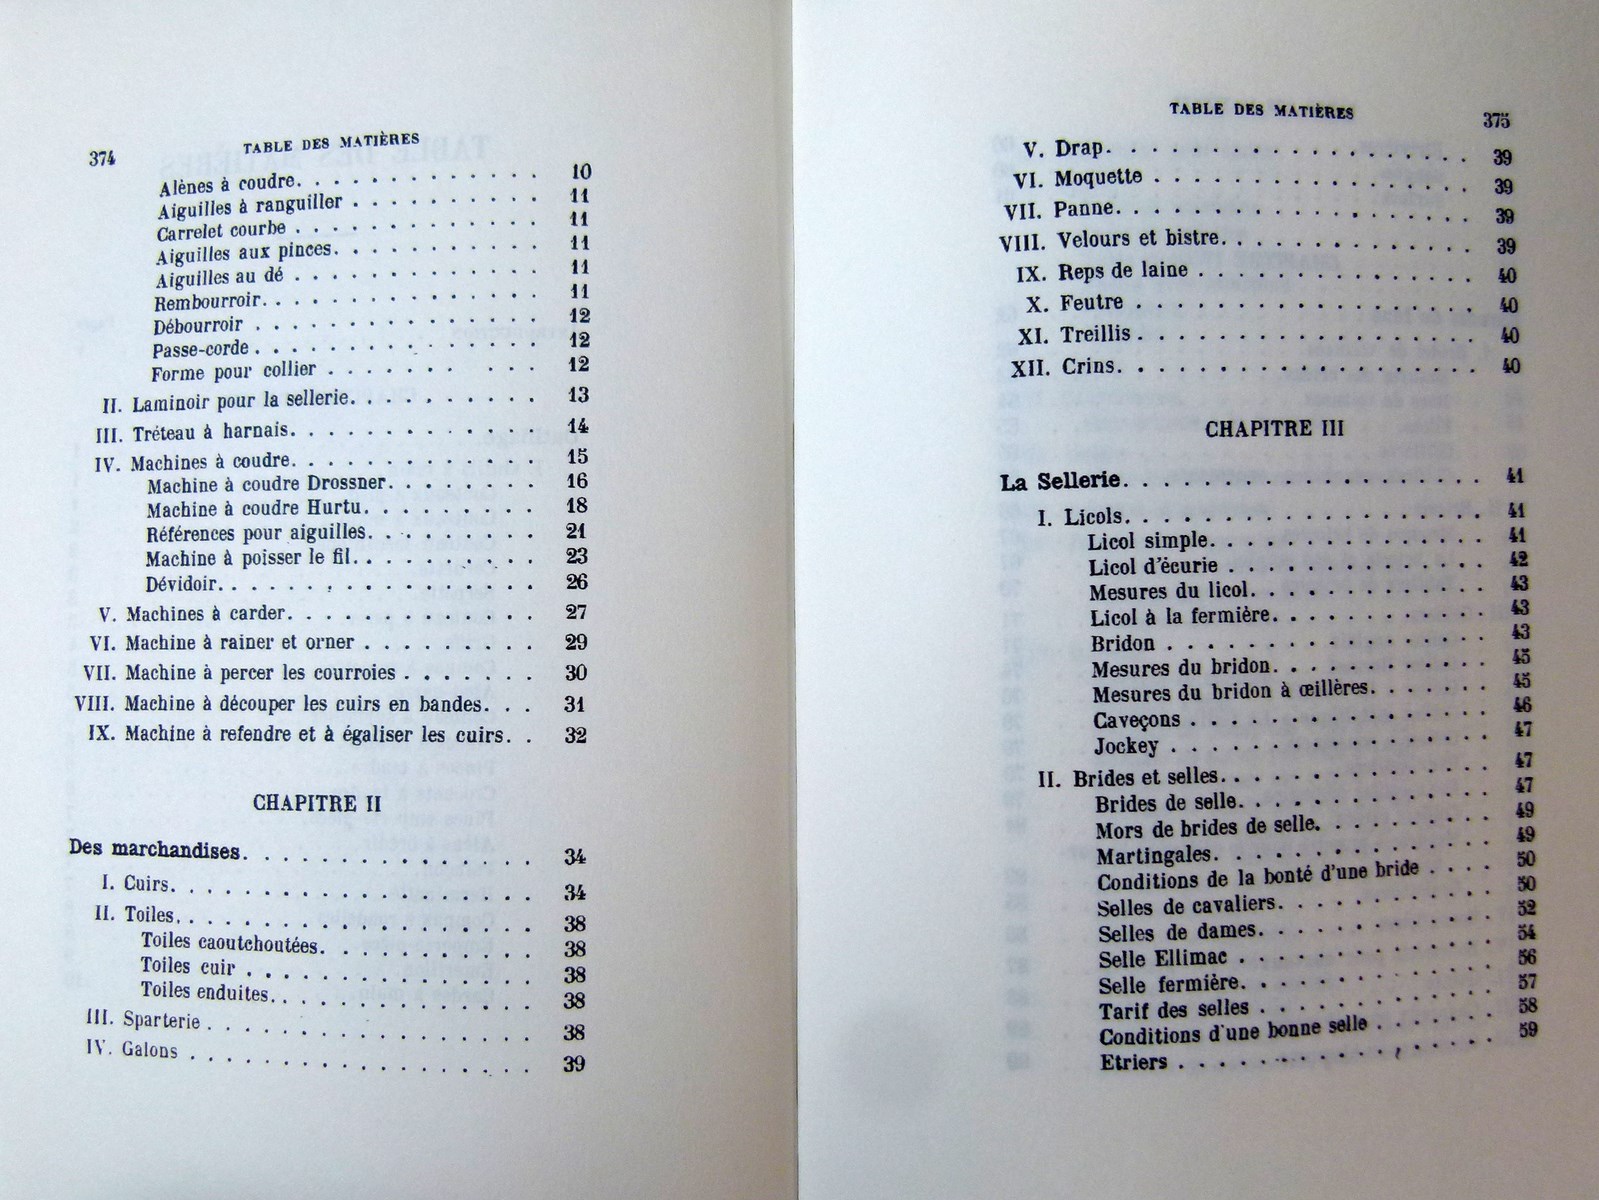 374
TABLE DES MATIÈRES
Alènes à coudre. . . . . . . . . . . . . 10
Aiguilles à ranguiller . . . . . . . . . . 11
Carrelet courbe . . . . . . . . . . . . . 11
Aiguilles aux pinces. . . . . . . . . . . 11
Aiguilles au dé . . . . . . . . . . . . . 11
Rembourroir. . . . . . . . . . . . . . . 11
Débourroir . . . . . . . . . . . . . . . 12
Passe-corde . . . . . . . . . . . . . . . 12
Forme pour collier . . . . . . . . . . 12
II. Laminoir pour la sellerie. . . . . . . . . . 13
III. Tréteau à harnais. . . . . . . . . . . . . 14
IV. Machines à coudre. . . . . . . . . . . . . 15
Machine à coudre Drossner. . . . . . . . 16
Machine à coudre Hurtu. . . . . . . . . 18
Références pour aiguilles. . . . . . . . . 21
Machine à poisser le fil. . . . . . . . . . 23
Dévidoir. . . . . . . . . . . . . . . . . 26
V. Machines à carder. . . . . . . . . . . . . 27
VI. Machine à rainer et orner . . . . . . . . . 29
VII. Machine à percer les courroies . . . . . . . 30
VIII. Machine à découper les cuirs en bandes. . . 31
IX. Machine à refendre et à égaliser les cuirs. . 32
CHAPITRE II
Des marchandises. . . . . . . . . . . . . . . 34
I. Cuirs. . . . . . . . . . . . . . . . . . . 34
II. Toiles. . . . . . . . . . . . . . . . . . . 38
Toiles caoutchoutées. . . . . . . . . . . 38
Toiles cuir . . . . . . . . . . . . . . . 38
Toiles enduites. . . . . . . . . . . . . . 38
III. Sparterie . . . . . . . . . . . . . . . . . 38
IV. Galons . . . . . . . . . . . . . . . . . . 39
TABLE DES MATIÈRES
375
V. Drap. . . . . . . . . . . . . . . . . . . 39
VI. Moquette . . . . . . . . . . . . . . . . . 39
VII. Panne. . . . . . . . . . . . . . . . . . . 39
VIII. Velours et bistre. . . . . . . . . . . . . . 39
IX. Reps de laine . . . . . . . . . . . . . . . 40
X. Feutre . . . . . . . . . . . . . . . . . . 40
XI. Treillis. . . . . . . . . . . . . . . . . . 40
XII. Crins. . . . . . . . . . . . . . . . . . . 40
CHAPITRE III
La Sellerie. . . . . . . . . . . . . . . . . . . 41
I. Licols. . . . . . . . . . . . . . . . . . . 41
Licol simple. . . . . . . . . . . . . . . 41
Licol d'écurie . . . . . . . . . . . . . . 42
Mesures du licol. . . . . . . . . . . . . 43
Licol à la fermière. . . . . . . . . . . . 43
Bridon . . . . . . . . . . . . . . . . . 43
Mesures du bridon. . . . . . . . . . . . 45
Mesures du bridon à œillères. . . . . . . 45
Caveçons . . . . . . . . . . . . . . . . 46
Jockey . . . . . . . . . . . . . . . . . 47
II. Brides et selles. . . . . . . . . . . . . . . 47
Brides de selle. . . . . . . . . . . . . . 47
Mors de brides de selle. . . . . . . . . . 49
Martingales. . . . . . . . . . . . . . . 49
Conditions de la bonté d'une bride . . . . 50
Selles de cavaliers. . . . . . . . . . . . 50
Selles de dames. . . . . . . . . . . . . 52
Selle Ellimac . . . . . . . . . . . . . . 54
Selle fermière. . . . . . . . . . . . . . 56
Tarif des selles . . . . . . . . . . . . . 57
Conditions d'une bonne selle . . . . . . . 58
Etriers . . . . . . . . . . . . . . . . . 59